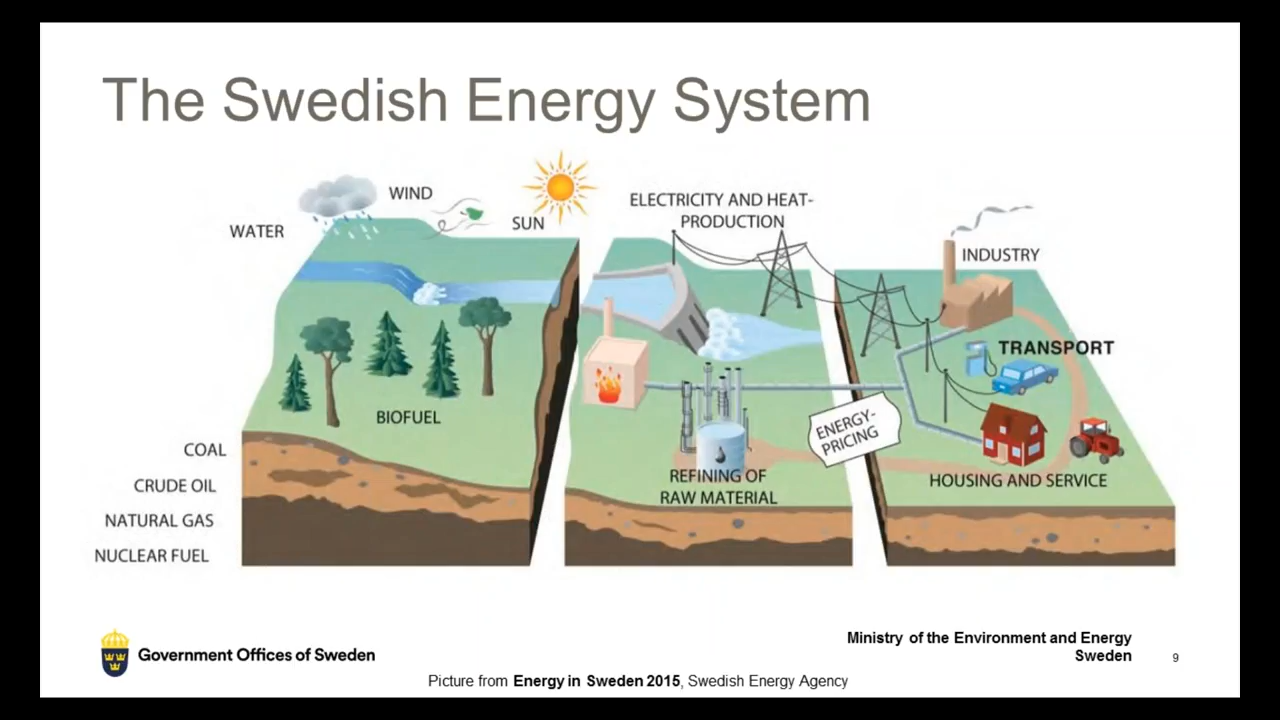 The Swedish Energy System
WIND
WATER
SUN
ELECTRICITY AND HEAT-
PRODUCTION
INDUSTRY
TRANSPORT
BIOFUEL
ENERGY-
PRICING
COAL
CRUDE OIL
NATURAL GAS
NUCLEAR FUEL
REFINING OF
RAW MATERIAL
HOUSING AND SERVICE
Government Offices of Sweden
Ministry of the Environment and Energy
Sweden
9
Picture from Energy in Sweden 2015, Swedish Energy Agency